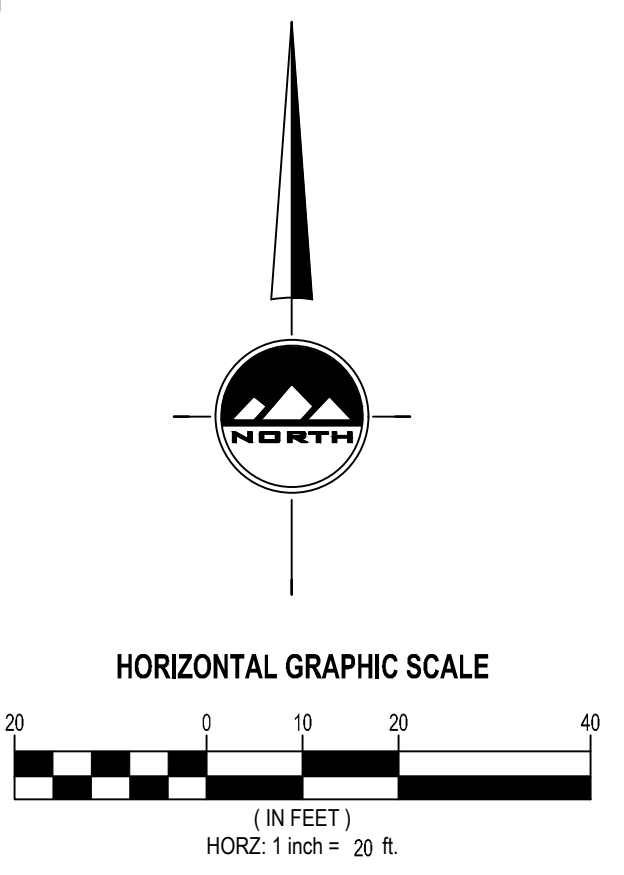 NORTH
HORIZONTAL GRAPHIC SCALE
20 0 10 20 40
( IN FEET )
HORZ: 1 inch = 20 ft.